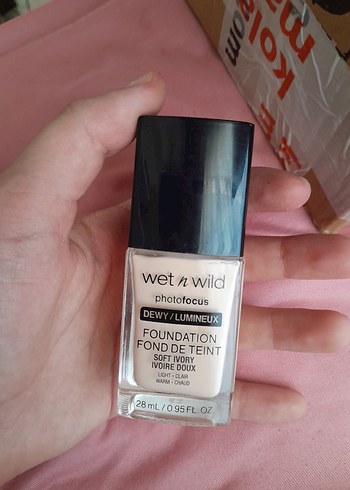 wet n wild
photofocus
DEWY/LUMINEUX
FOUNDATION
FOND DE TEINT
SOFT IVORY
IVOIRE DOUX
LIGHT - CLAIR
WARM - CHAUD
28 mL / 0.95 FL. OZ.